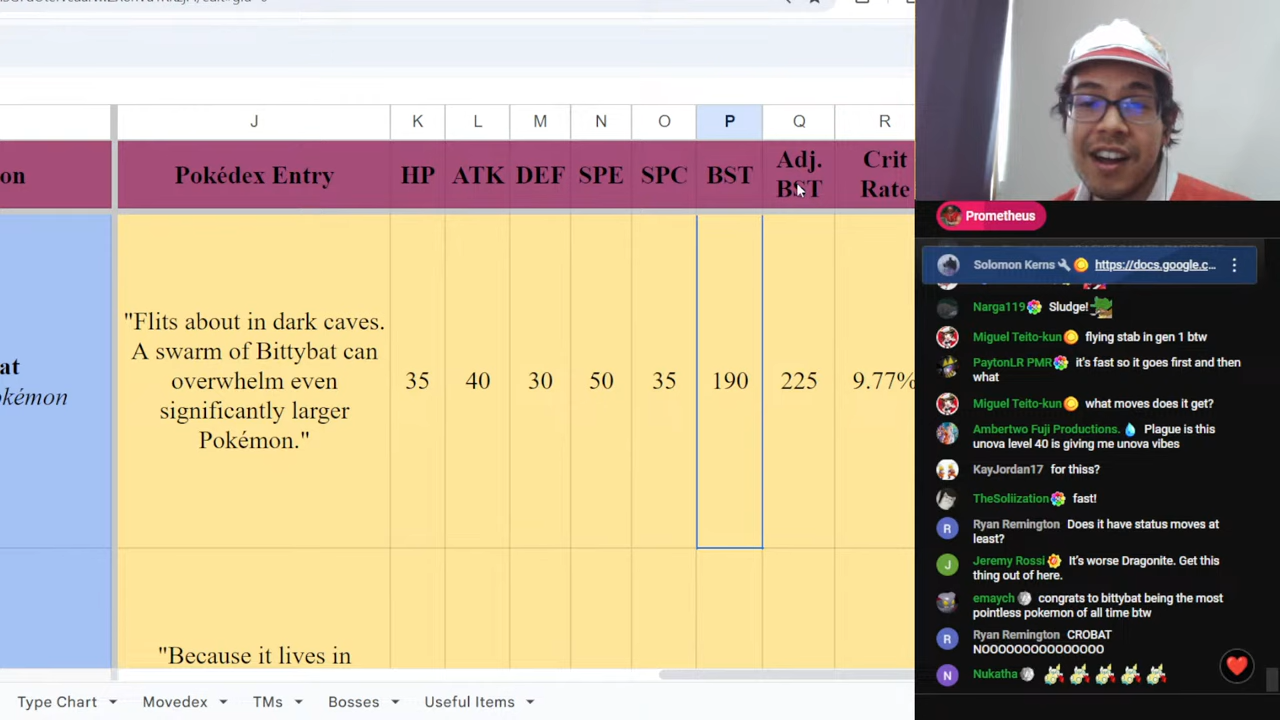 J K L M N O P Q R
on
Pokédex Entry
HP
ATK
DEF
SPE
SPC
BST
Adj.
BST
Crit
Rate
at
okémon
"Flits about in dark caves.
A swarm of Bittybat can
overwhelm even
significantly larger
Pokémon."
35 40 30 50 35 190 225 9.77%
"Because it lives in
Type Chart Movedex TMs Bosses Useful Items
Prometheus
Solomon Kerns https://docs.google.c...
Narga119 Sludge!
Miguel Teito-kun flying stab in gen 1 btw
PaytonLR PMR it's fast so it goes first and then
what
Miguel Teito-kun what moves does it get?
Ambertwo Fuji Productions. Plague is this
unova level 40 is giving me unova vibes
KayJordan17 for thiss?
TheSoliization fast!
R Ryan Remington Does it have status moves at
least?
J Jeremy Rossi It's worse Dragonite. Get this
thing out of here.
emaych congrats to bittybat being the most
pointless pokemon of all time btw
R Ryan Remington CROBAT
NOOOOOOOOOOOOOO
N Nukatha